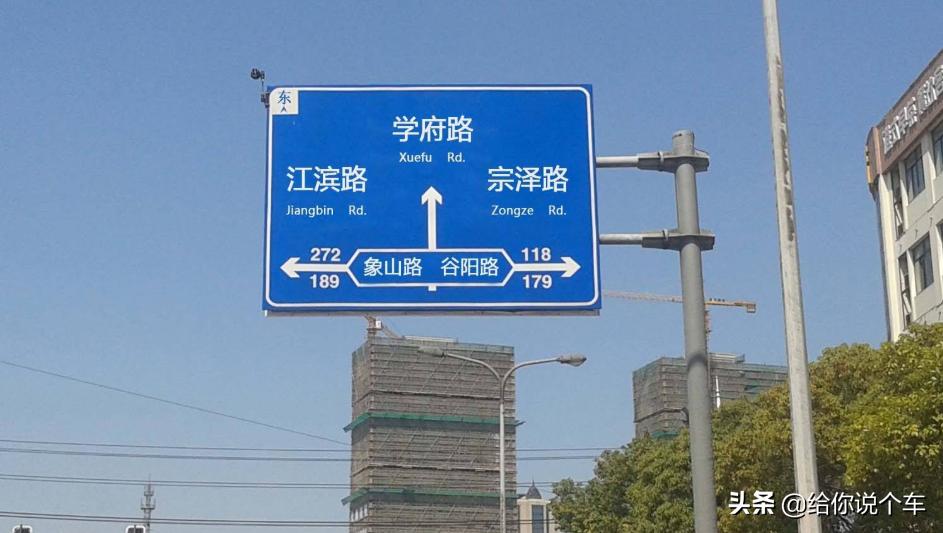 东
学府路
Xuefu Rd.
江滨路
Jiangbin Rd.
宗泽路
Zongze Rd.
272
189
象山路 谷阳路
118
179
头条 @给你说个车